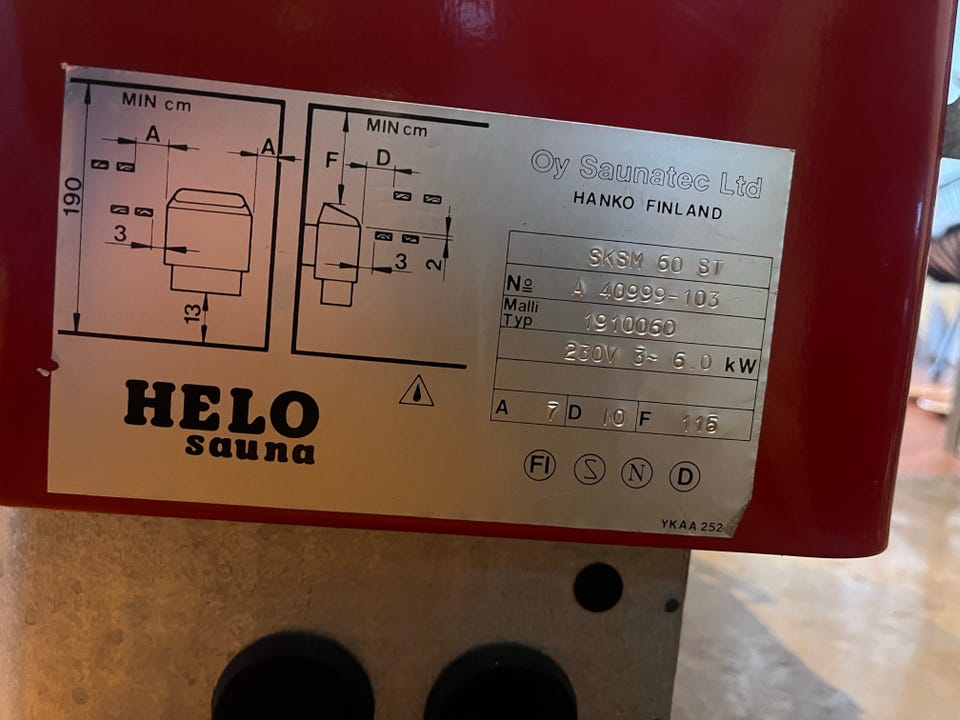 MIN cm
A
A
190
3
13
MIN cm
F
D
3
2
HELO
sauna
Oy Saunatec Ltd
HANKO FINLAND
SKSM 60 ST
No A 40999-103
Malli
Typ 1910060
230V 3~ 6.0 kW
A 7 D 10 F 115
FI S N D
YKAA 252